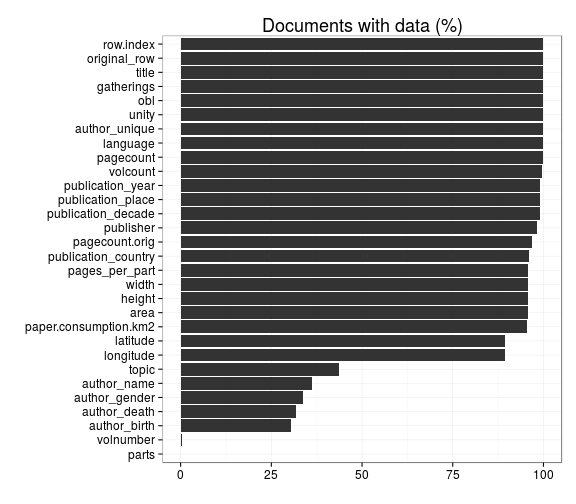 Documents with data (%)
row.index
original_row
title
gatherings
obl
unity
author_unique
language
pagecount
volcount
publication_year
publication_place
publication_decade
publisher
pagecount.orig
publication_country
pages_per_part
width
height
area
paper.consumption.km2
latitude
longitude
topic
author_name
author_gender
author_death
author_birth
volnumber
parts
0 25 50 75 100